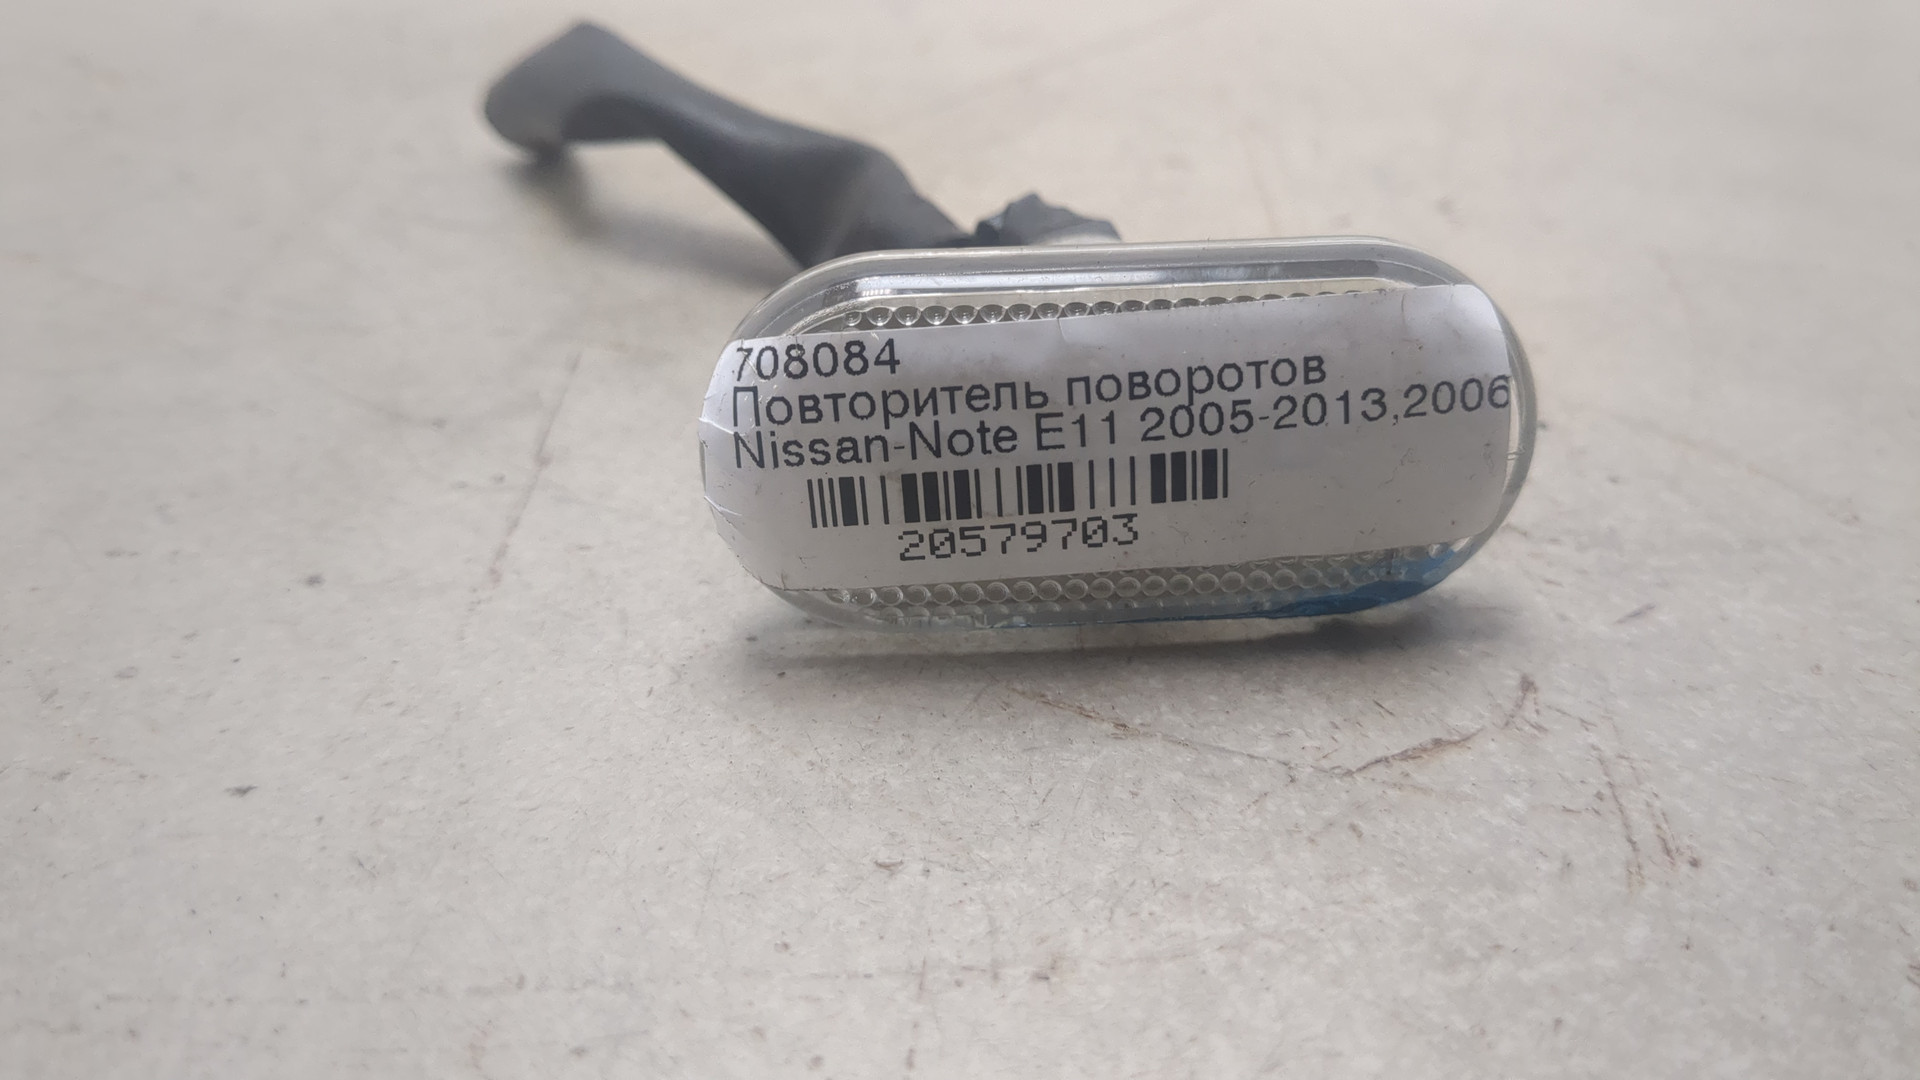 708084
Повторитель поворотов
Nissan-Note E11 2005-2013,2006
20579703